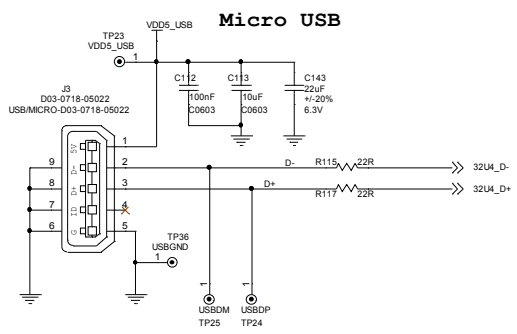 Micro USB
VDD5_USB
TP23
VDD5_USB
1
J3
D03-0718-05022
USB/MICRO-D03-0718-05022
C112
100nF
C0603
C113
10uF
C0603
C143
22uF
+/-20%
6.3V
5V
1
9
D-
2
D-
R115
22R
32U4_D-
8
D+
3
D+
R117
22R
32U4_D+
7
ID
4
6
G
5
TP36
USBGND
1
1
1
USBDM
TP25
USBDP
TP24